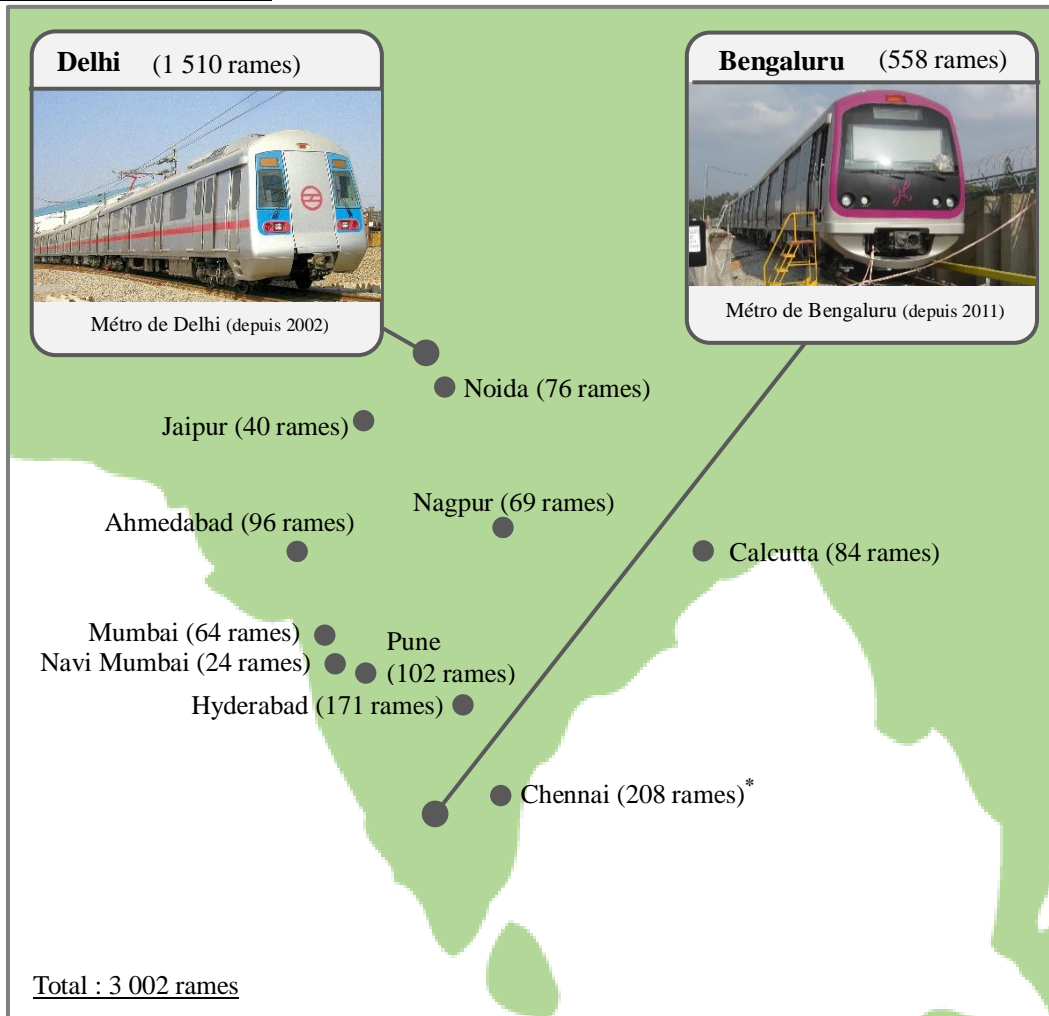 Delhi (1 510 rames)
Bengaluru (558 rames)
Métro de Delhi (depuis 2002)
Métro de Bengaluru (depuis 2011)
Noida (76 rames)
Jaipur (40 rames)
Nagpur (69 rames)
Ahmedabad (96 rames)
Calcutta (84 rames)
Mumbai (64 rames)
Pune
(102 rames)
Navi Mumbai (24 rames)
Hyderabad (171 rames)
Chennai (208 rames)*
Total : 3 002 rames